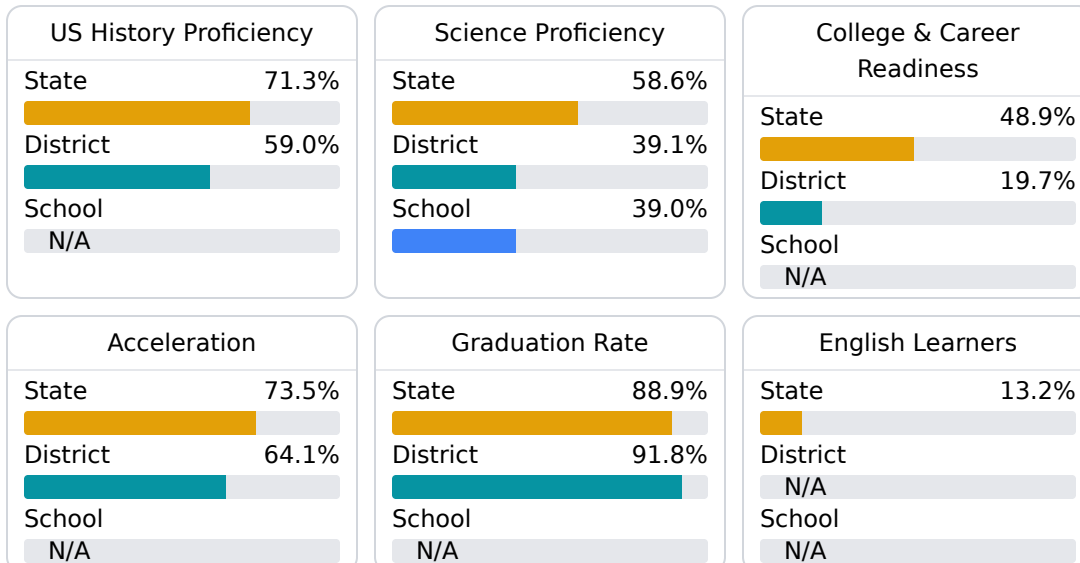 US History Proficiency
State 71.3%
District 59.0%
School
N/A
Science Proficiency
State 58.6%
District 39.1%
School 39.0%
College & Career
Readiness
State 48.9%
District 19.7%
School
N/A
Acceleration
State 73.5%
District 64.1%
School
N/A
Graduation Rate
State 88.9%
District 91.8%
School
N/A
English Learners
State 13.2%
District
N/A
School
N/A